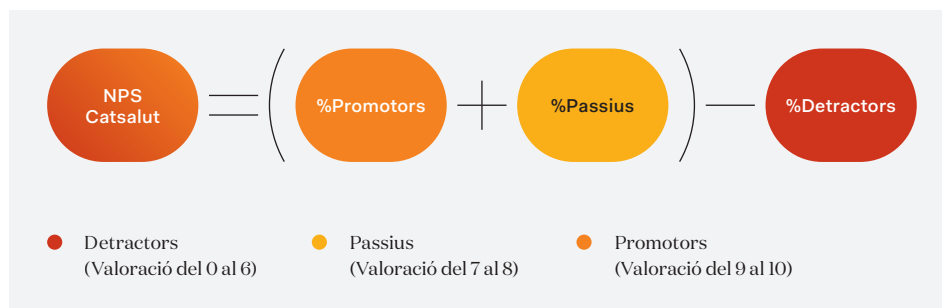 NPS
Catsalut
%Promotors
%Passius
%Detractors
Detractors
(Valoració del 0 al 6)
Passius
(Valoració del 7 al 8)
Promotors
(Valoració del 9 al 10)